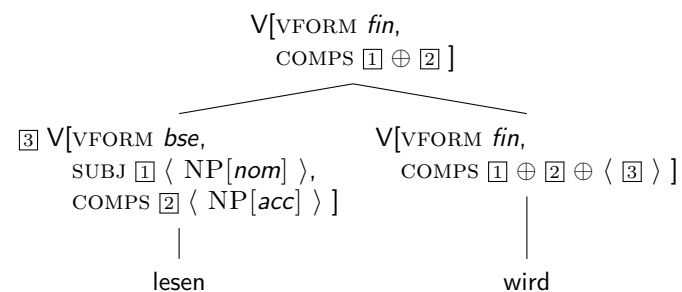 V[VFORM fin,
COMPS 1 ⊕ 2 ]
3 V[VFORM bse,
SUBJ 1 ⟨ NP[nom] ⟩,
COMPS 2 ⟨ NP[acc] ⟩ ]
V[VFORM fin,
COMPS 1 ⊕ 2 ⊕ ⟨ 3 ⟩ ]
lesen
wird